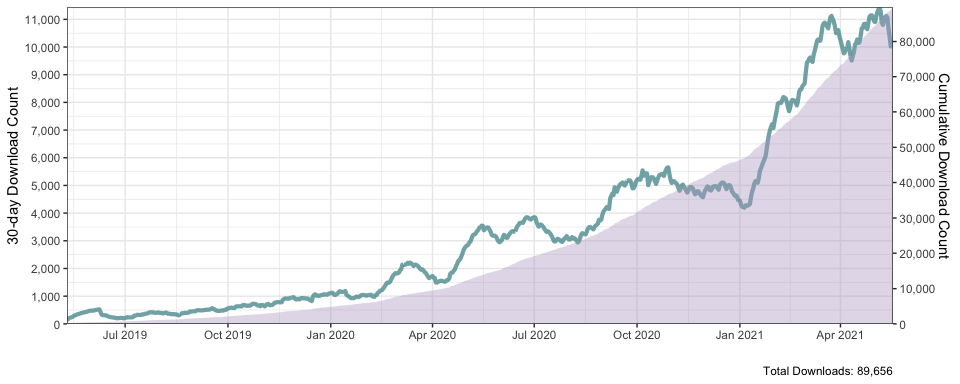 30-day Download Count
11,000
10,000
9,000
8,000
7,000
6,000
5,000
4,000
3,000
2,000
1,000
0
Jul 2019
Oct 2019
Jan 2020
Apr 2020
Jul 2020
Oct 2020
Jan 2021
Apr 2021
80,000
70,000
60,000
50,000
40,000
30,000
20,000
10,000
0
Cumulative Download Count
Total Downloads: 89,656